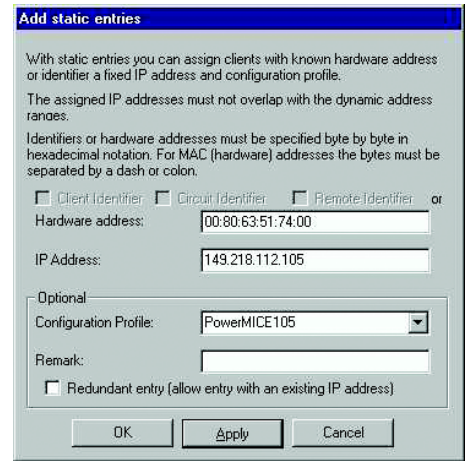 Add static entries
With static entries you can assign clients with known hardware address
or identifier a fixed IP address and configuration profile.
The assigned IP addresses must not overlap with the dynamic address
ranges.
Identifiers or hardware addresses must be specified byte by byte in
hexadecimal notation. For MAC (hardware) addresses the bytes must be
separated by a dash or colon.
Client Identifier Circuit Identifier Remote Identifier or
Hardware address: 00:80:63:51:74:00
IP Address: 149.218.112.105
Optional
Configuration Profile: PowerMICE105
Remark:
Redundant entry (allow entry with an existing IP address)
OK Apply Cancel